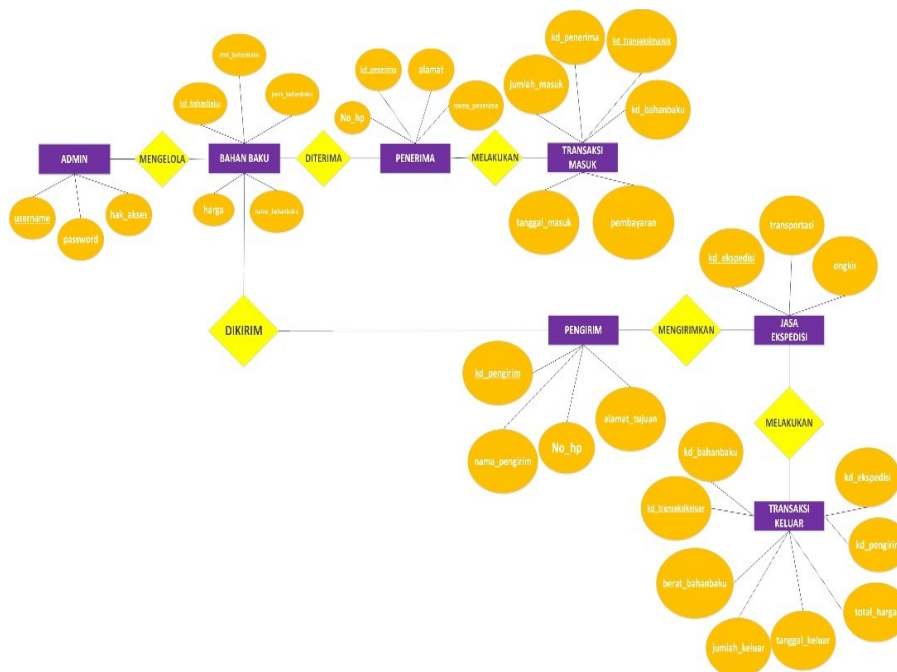 kd_penerima
kd_transaksimasuk
kd_penerima
alamat
jenis_bahanbaku
jumlah_masuk
kd_bahanbaku
kd_bahanbaku
nama_penerima
No_hp
ADMIN
MENGELOLA
BAHAN BAKU
DITERIMA
PENERIMA
MELAKUKAN
TRANSAKSI
MASUK
username
password
hak_akses
harga
nama_bahanbaku
tanggal_masuk
pembayaran
transportasi
kd_ekspedisi
ongkir
DIKIRIM
PENGIRIM
MENGIRIMKAN
JASA
EKSPEDISI
kd_pengirim
alamat_tujuan
nama_pengirim
No_hp
MELAKUKAN
kd_bahanbaku
kd_ekspedisi
kd_transaksikeluar
TRANSAKSI
KELUAR
kd_pengirim
berat_bahanbaku
total_harga
jumlah_keluar
tanggal_keluar